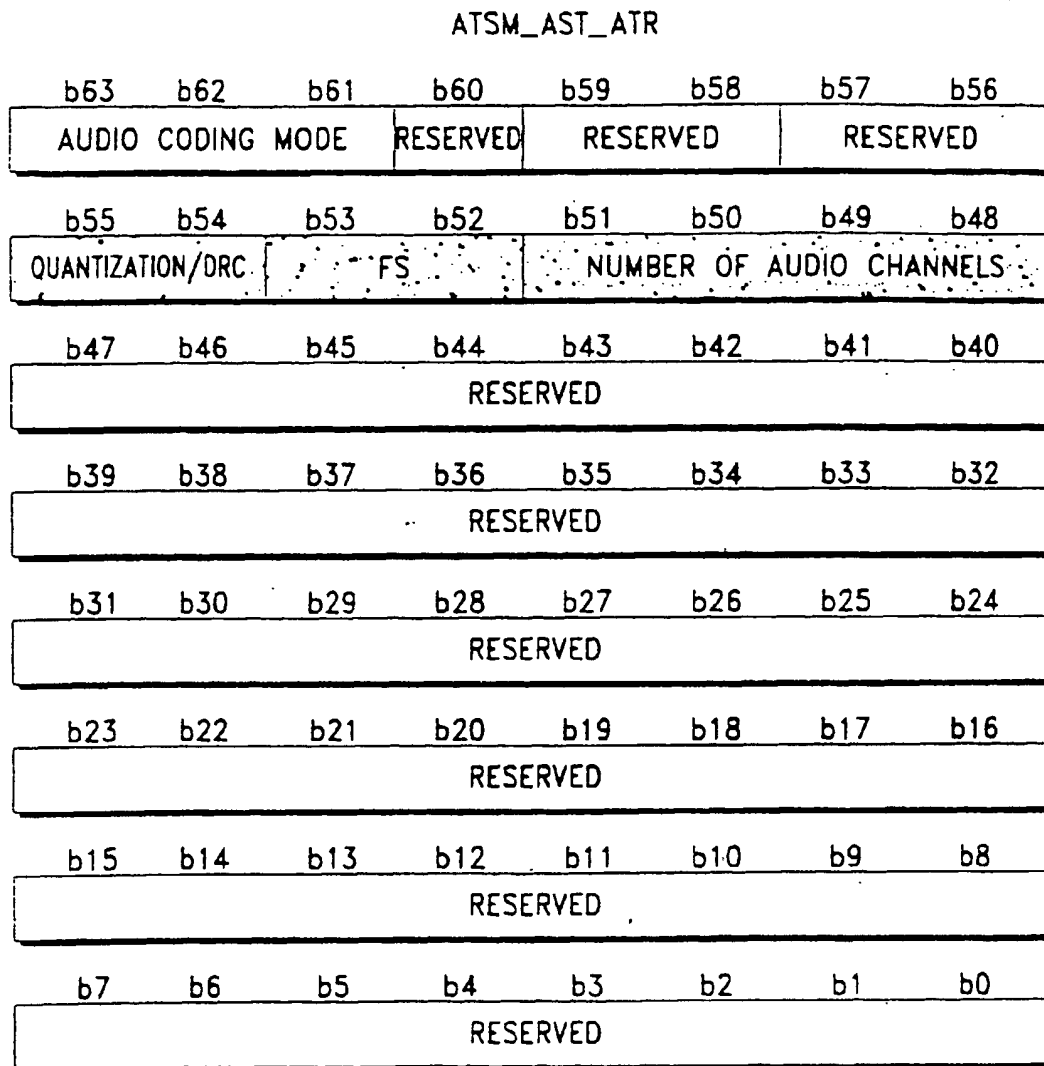 ATSM_AST_ATR
b63 b62 b61 b60 b59 b58 b57 b56
AUDIO CODING MODE RESERVED RESERVED RESERVED
b55 b54 b53 b52 b51 b50 b49 b48
QUANTIZATION/DRC FS NUMBER OF AUDIO CHANNELS
b47 b46 b45 b44 b43 b42 b41 b40
RESERVED
b39 b38 b37 b36 b35 b34 b33 b32
RESERVED
b31 b30 b29 b28 b27 b26 b25 b24
RESERVED
b23 b22 b21 b20 b19 b18 b17 b16
RESERVED
b15 b14 b13 b12 b11 b10 b9 b8
RESERVED
b7 b6 b5 b4 b3 b2 b1 b0
RESERVED